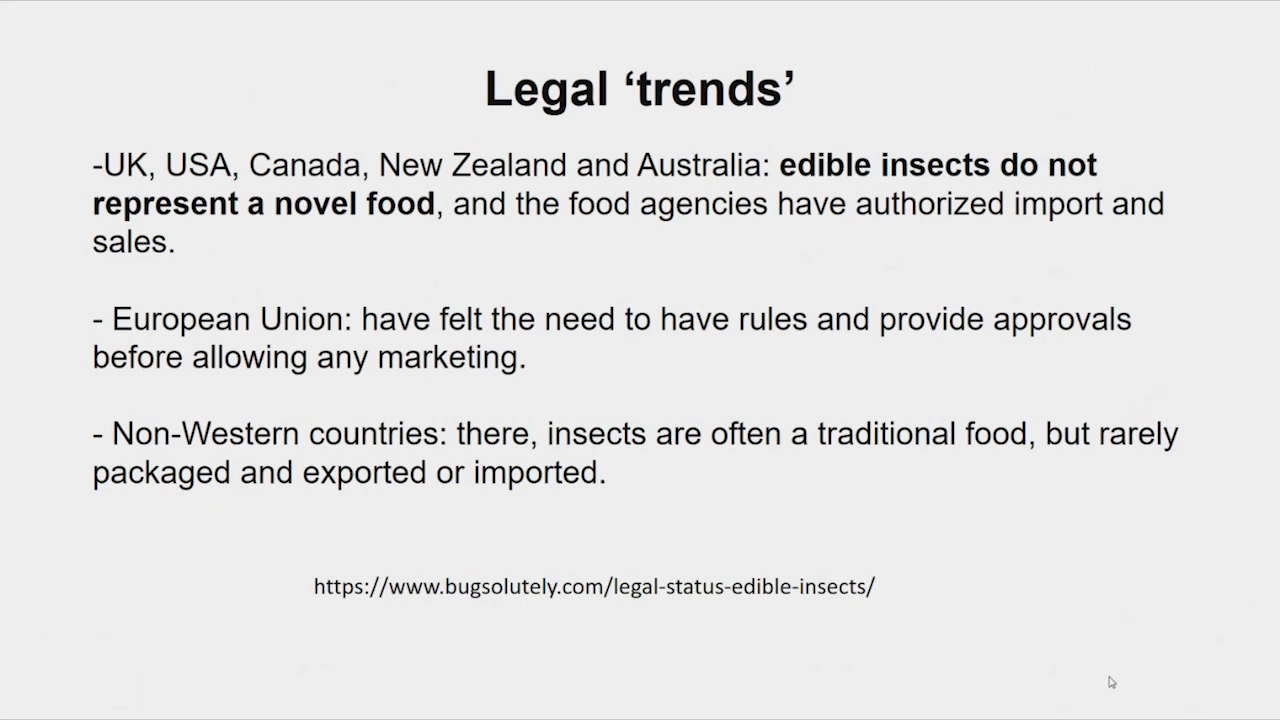 Legal ‘trends’
-UK, USA, Canada, New Zealand and Australia: edible insects do not
represent a novel food, and the food agencies have authorized import and
sales.
- European Union: have felt the need to have rules and provide approvals
before allowing any marketing.
- Non-Western countries: there, insects are often a traditional food, but rarely
packaged and exported or imported.
https://www.bugsolutely.com/legal-status-edible-insects/